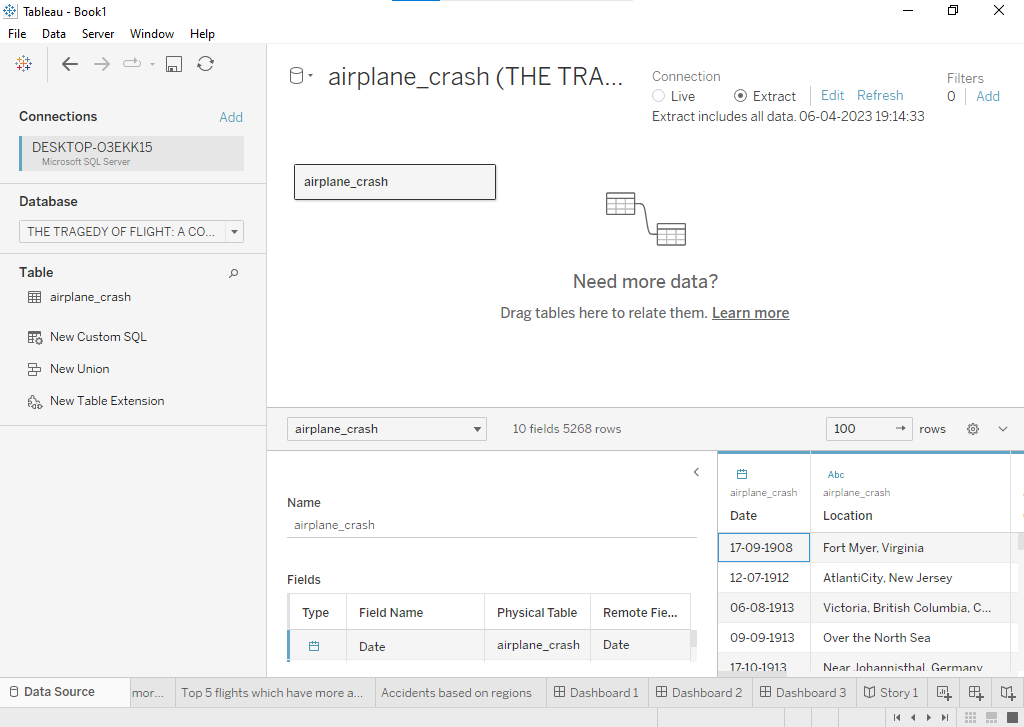 Tableau - Book1
File Data Server Window Help
Connections Add
DESKTOP-O3EKK15
Microsoft SQL Server
Database
THE TRAGEDY OF FLIGHT: A CO...
Table
airplane_crash
New Custom SQL
New Union
New Table Extension
airplane_crash (THE TRA...
Connection
Live Extract Edit Refresh
Extract includes all data. 06-04-2023 19:14:33
Filters
0 Add
airplane_crash
Need more data?
Drag tables here to relate them. Learn more
airplane_crash 10 fields 5268 rows 100 rows
Name
airplane_crash
Fields
Type Field Name Physical Table Remote Fie...
Date airplane_crash Date
Abc
airplane_crash airplane_crash
Date Location
17-09-1908 Fort Myer, Virginia
12-07-1912 AtlantiCity, New Jersey
06-08-1913 Victoria, British Columbia, C...
09-09-1913 Over the North Sea
17-10-1913 Near Johannisthal, Germany
Data Source mor... Top 5 flights which have more a... Accidents based on regions Dashboard 1 Dashboard 2 Dashboard 3 Story 1